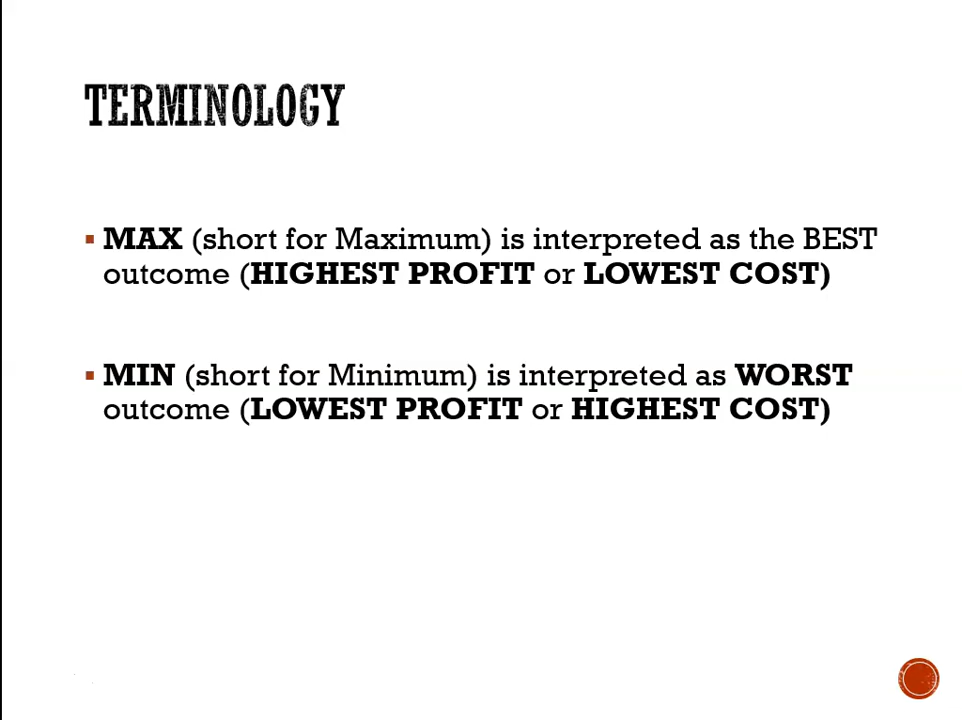 TERMINOLOGY
▪ MAX (short for Maximum) is interpreted as the BEST
outcome (HIGHEST PROFIT or LOWEST COST)
▪ MIN (short for Minimum) is interpreted as WORST
outcome (LOWEST PROFIT or HIGHEST COST)